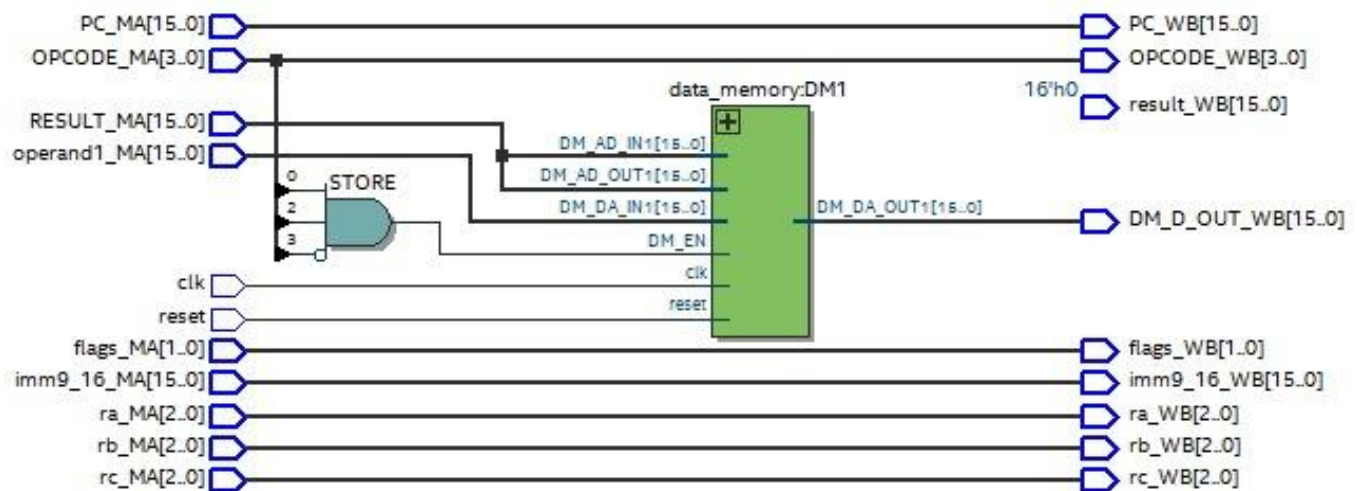 PC_MA[15..0] PC_WB[15..0]
OPCODE_MA[3..0] OPCODE_WB[3..0]
data_memory:DM1 16'h0
result_WB[15..0]
RESULT_MA[15..0]
DM_AD_IN1[15..0]
operand1_MA[15..0]
0 STORE DM_AD_OUT1[15..0]
2 DM_DA_IN1[15..0] DM_DA_OUT1[15..0] DM_D_OUT_WB[15..0]
3 DM_EN
clk clk
reset reset
flags_MA[1..0] flags_WB[1..0]
imm9_16_MA[15..0] imm9_16_WB[15..0]
ra_MA[2..0] ra_WB[2..0]
rb_MA[2..0] rb_WB[2..0]
rc_MA[2..0] rc_WB[2..0]